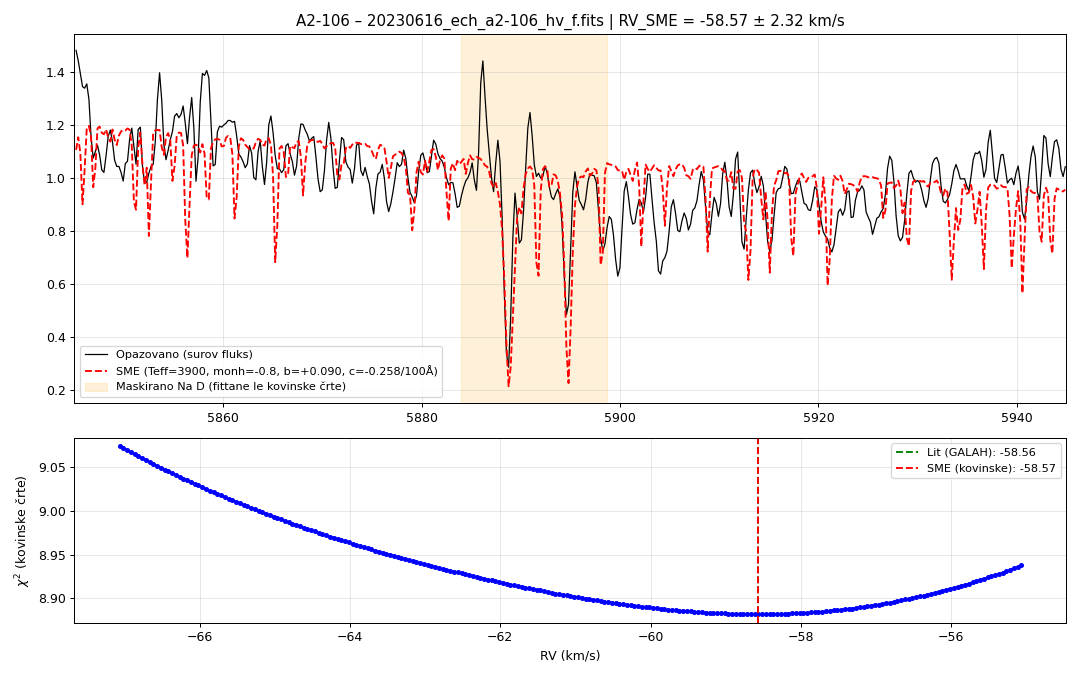 A2-106 – 20230616_ech_a2-106_hv_f.fits | RV_SME = -58.57 ± 2.32 km/s
1.4
1.2
1.0
0.8
0.6
0.4
0.2
Opazovano (surov fluks)
SME (Teff=3900, monh=-0.8, b=+0.090, c=-0.258/100Å)
Maskirano Na D (fittane le kovinske črte)
5860 5880 5900 5920 5940
χ² (kovinske črte)
9.05
9.00
8.95
8.90
Lit (GALAH): -58.56
SME (kovinske): -58.57
−66 −64 −62 −60 −58 −56
RV (km/s)